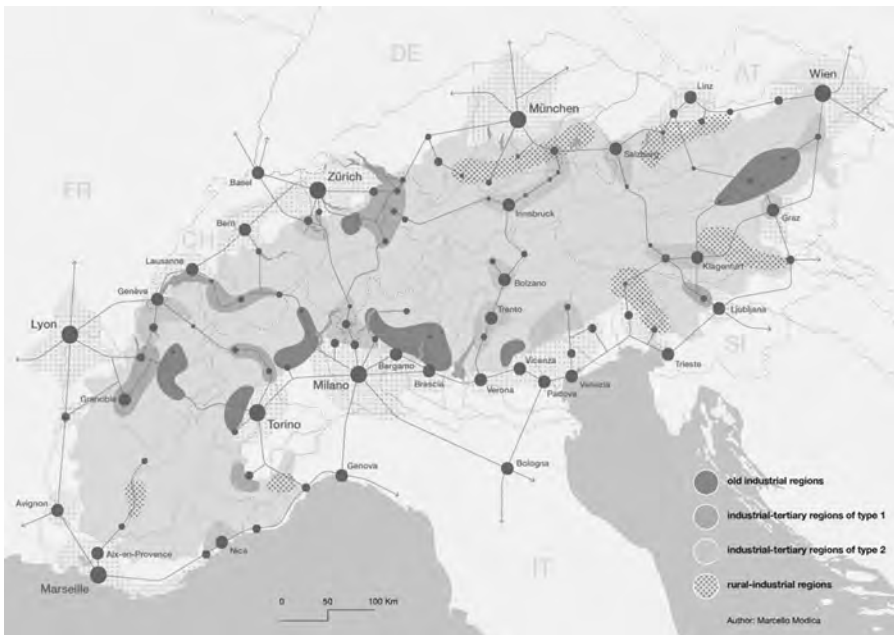 DE
AT
Wien
Linz
München
Salzburg
Basel
Zürich
FR
Innsbruck
Graz
Bern
CH
Lausanne
Klagenfurt
Bolzano
Genève
Trento
Ljubljana
Lyon
SI
Vicenza
Trieste
Bergamo
Milano
Brescia
Verona
Padova
Venezia
Grenoble
Torino
Bologna
Genova
Avignon
Aix-en-Provence
Nica
Marseille
IT
old industrial regions
industrial-tertiary regions of type 1
industrial-tertiary regions of type 2
rural-industrial regions
0 50 100 Km
Author: Marcello Modica